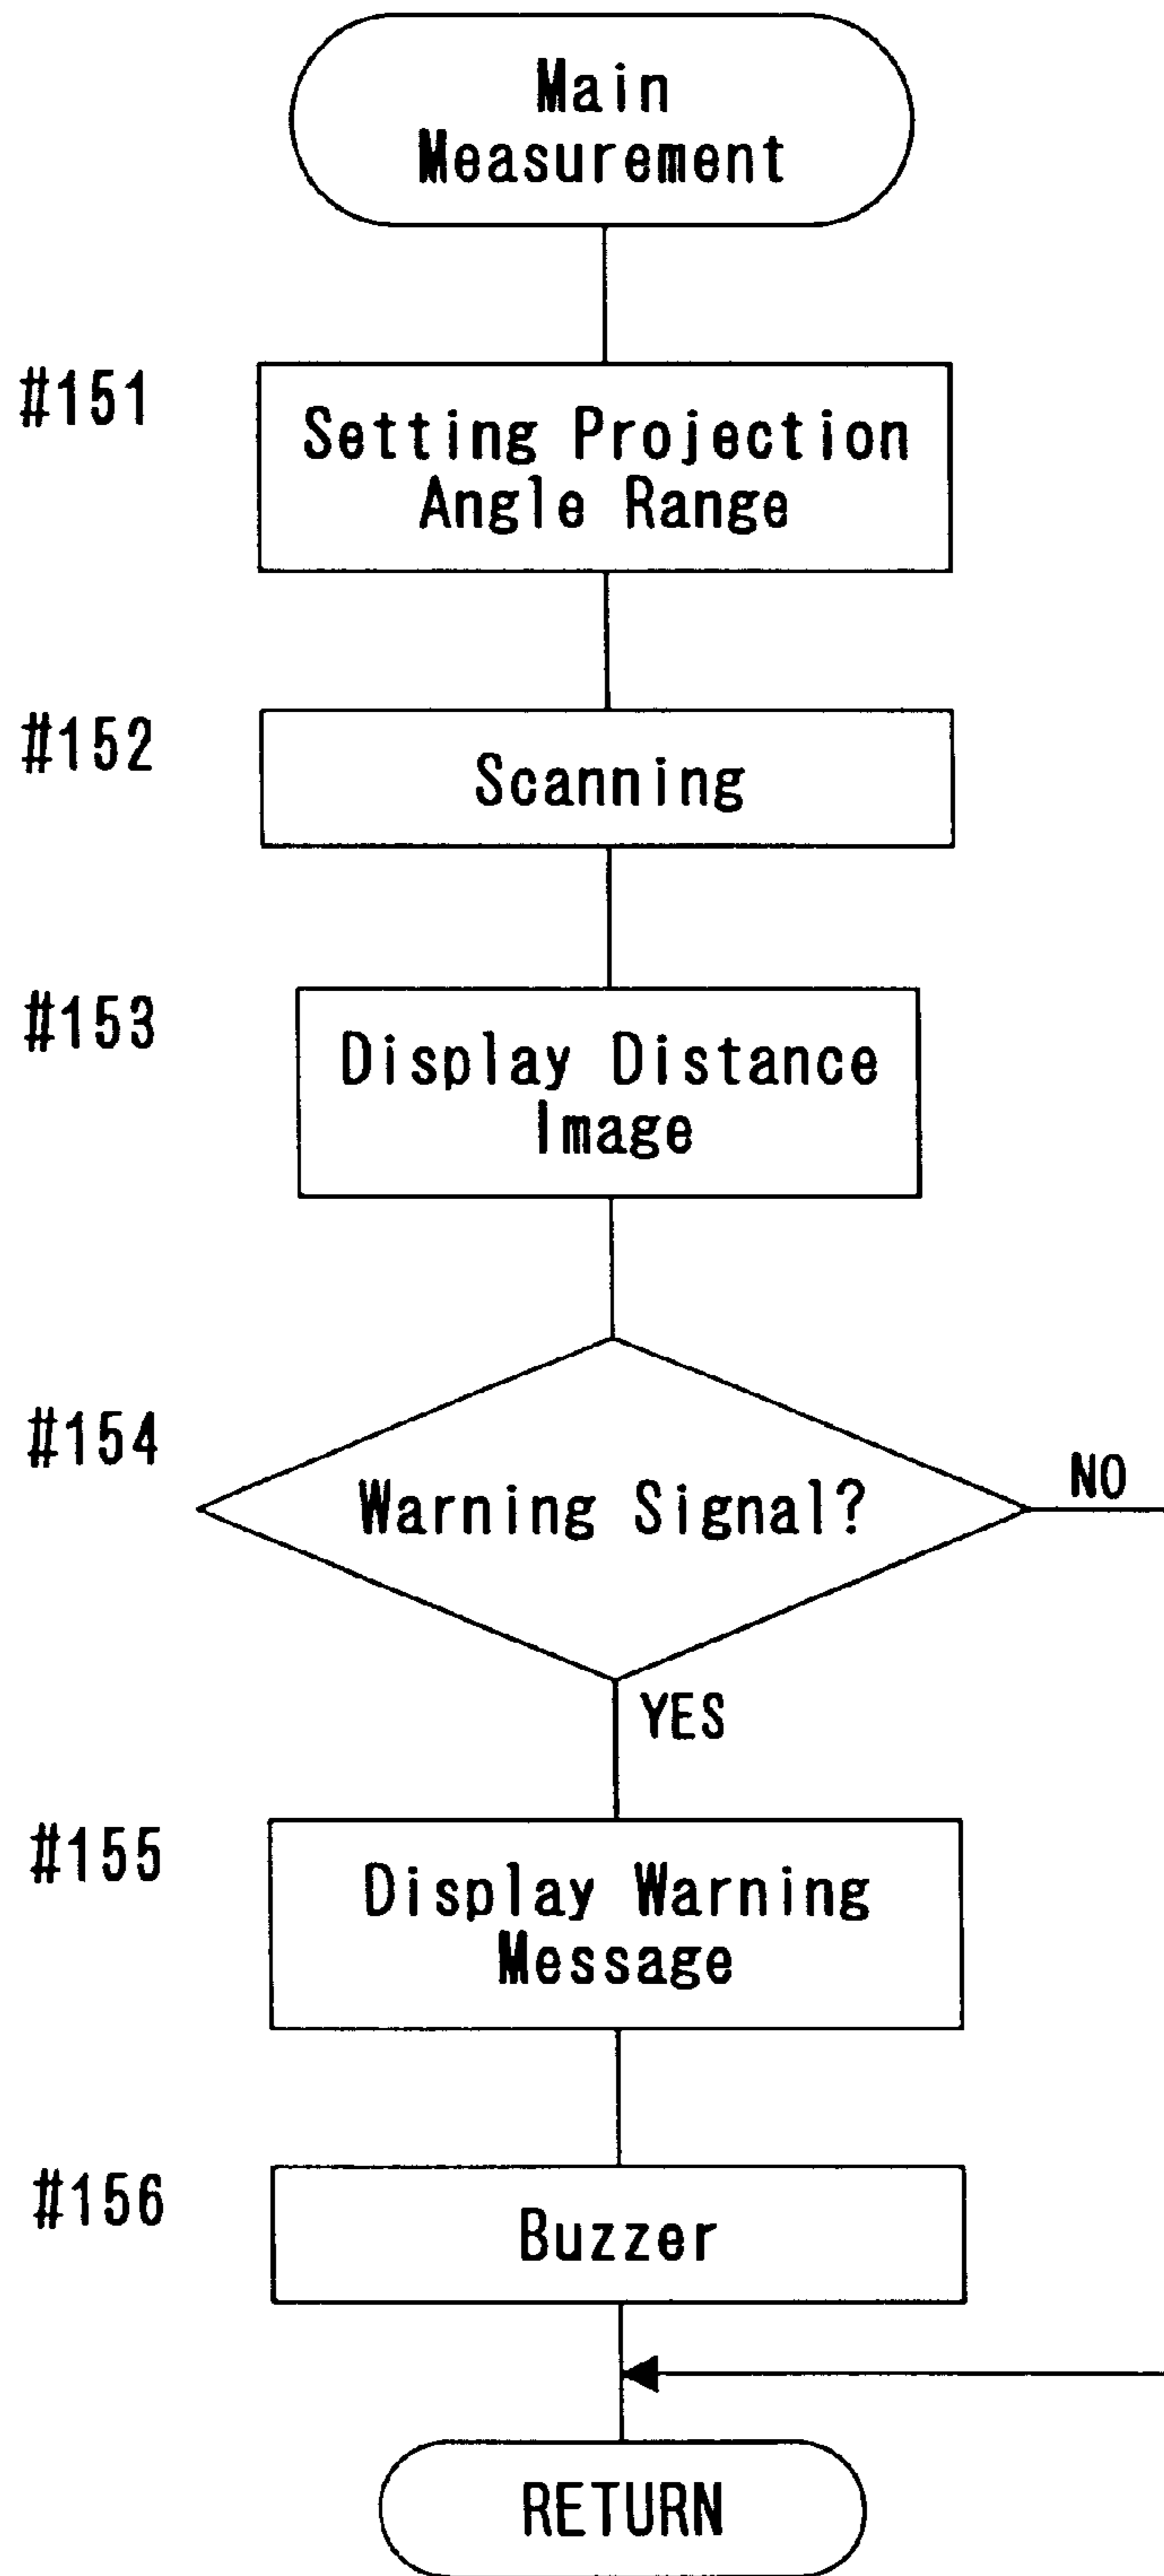 Main
Measurement
#151
Setting Projection
Angle Range
#152
Scanning
#153
Display Distance
Image
#154
Warning Signal?
NO
YES
#155
Display Warning
Message
#156
Buzzer
RETURN